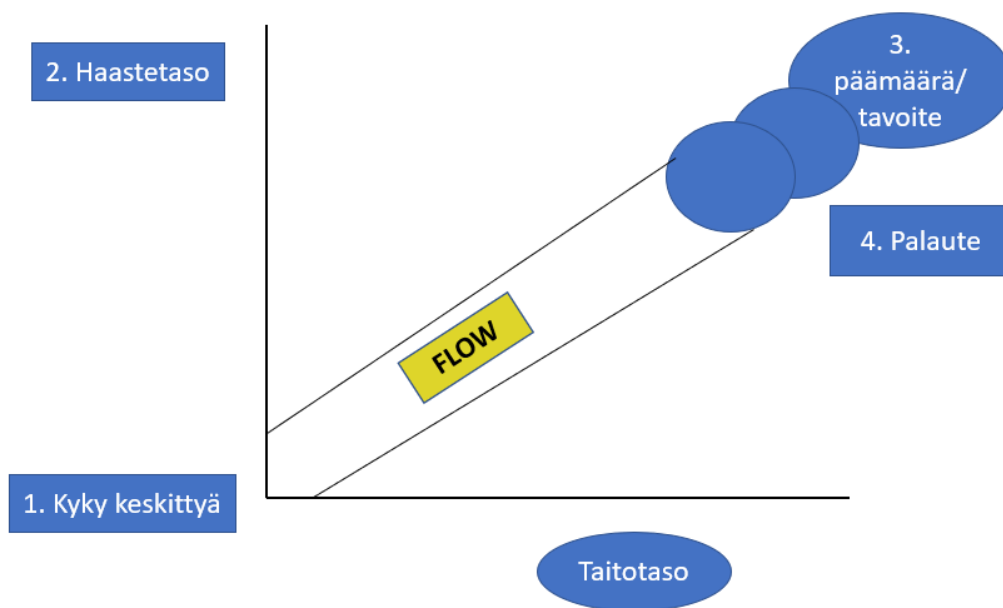 2. Haastetaso
3.
päämäärä/
tavoite
4. Palaute
FLOW
1. Kyky keskittyä
Taitotaso